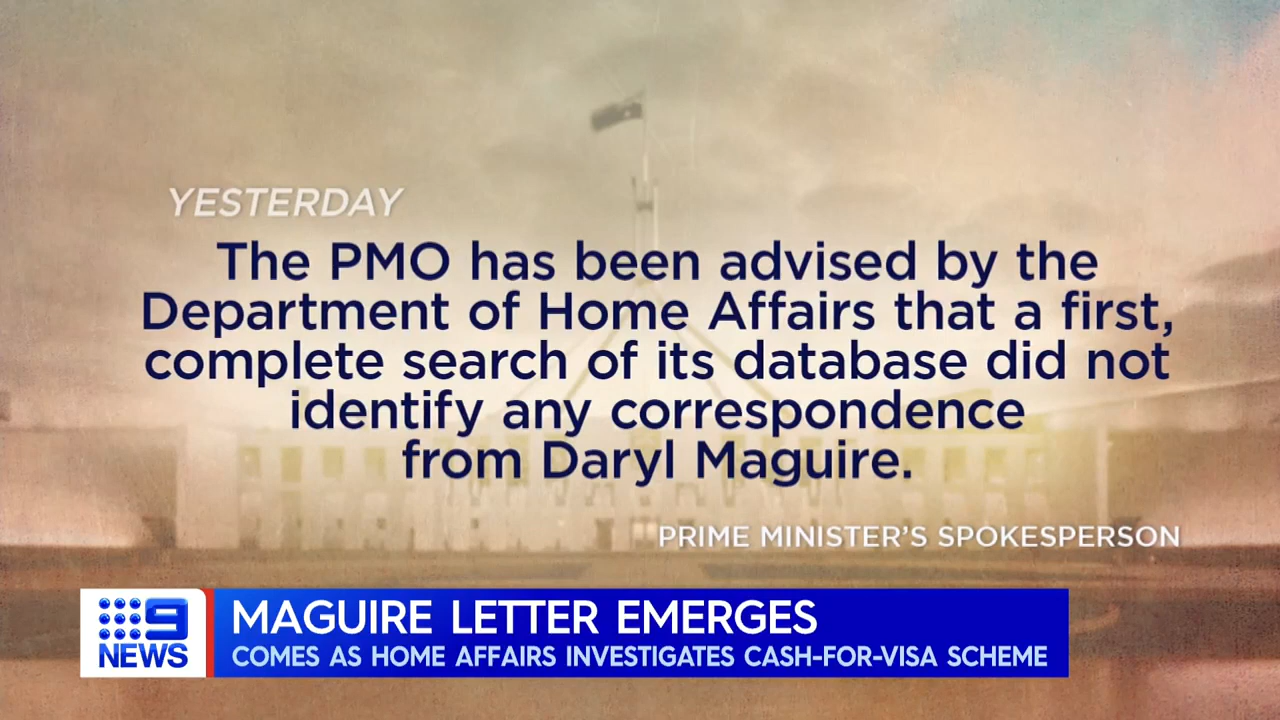 YESTERDAY
The PMO has been advised by the
Department of Home Affairs that a first,
complete search of its database did not
identify any correspondence
from Daryl Maguire.
PRIME MINISTER'S SPOKESPERSON
9
NEWS
MAGUIRE LETTER EMERGES
COMES AS HOME AFFAIRS INVESTIGATES CASH-FOR-VISA SCHEME